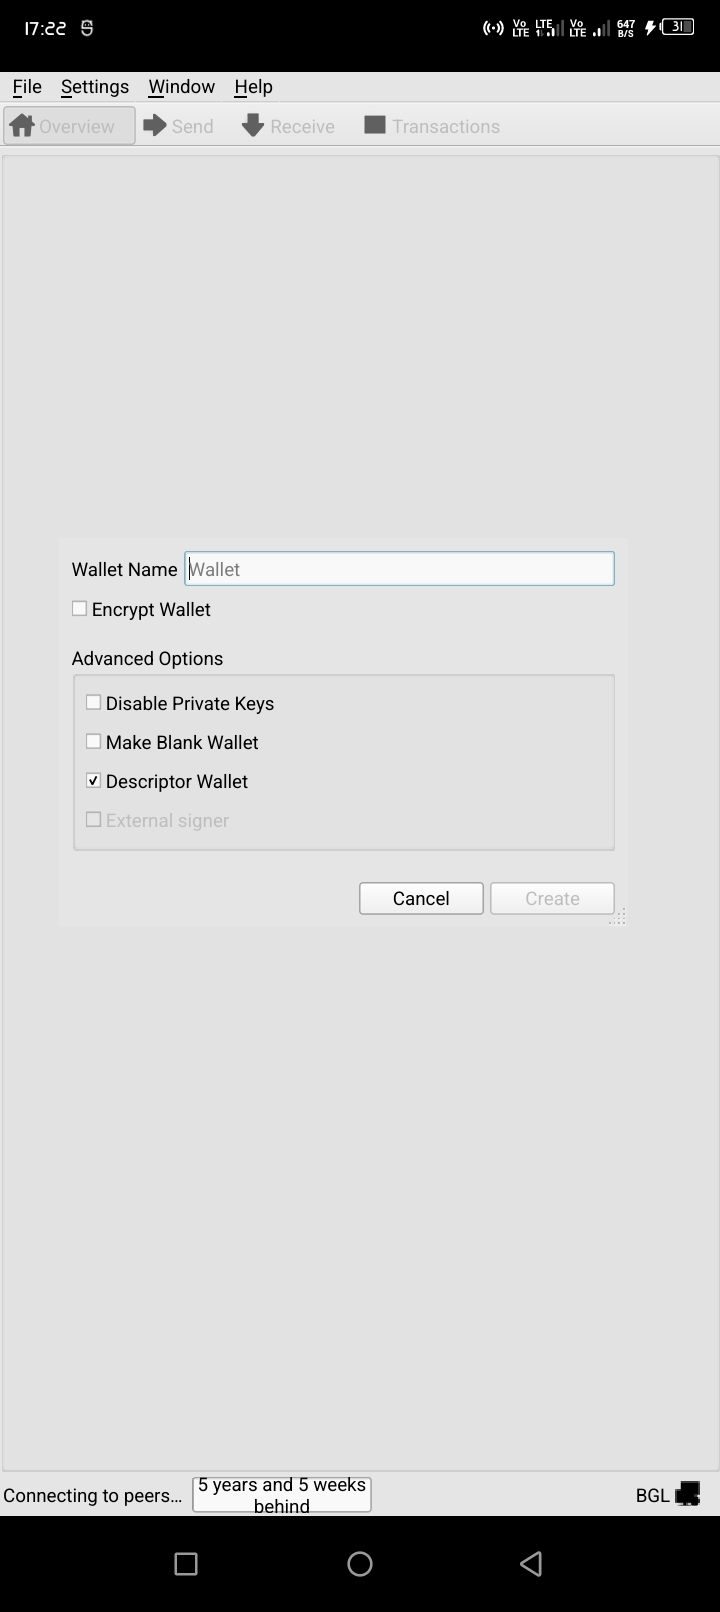 17:22
Vo LTE LTE Vo LTE 647 B/S 31
File Settings Window Help
Overview Send Receive Transactions
Wallet Name Wallet
Encrypt Wallet
Advanced Options
Disable Private Keys
Make Blank Wallet
Descriptor Wallet
External signer
Cancel Create
Connecting to peers... 5 years and 5 weeks
behind
BGL